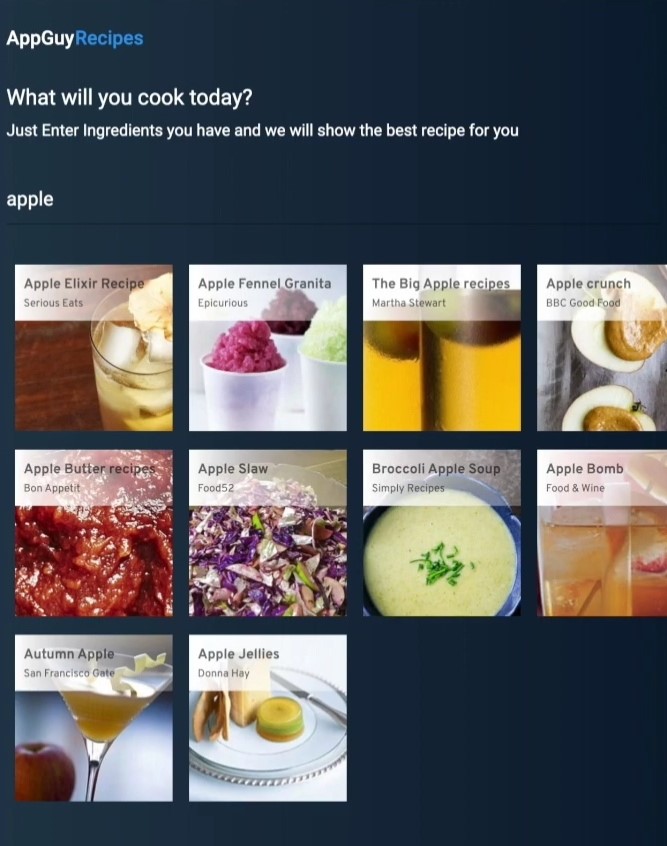 AppGuyRecipes
What will you cook today?
Just Enter Ingredients you have and we will show the best recipe for you
apple
Apple Elixir Recipe
Serious Eats
Apple Fennel Granita
Epicurious
The Big Apple recipes
Martha Stewart
Apple crunch
BBC Good Food
Apple Butter recipes
Bon Appetit
Apple Slaw
Food52
Broccoli Apple Soup
Simply Recipes
Apple Bomb
Food & Wine
Autumn Apple
San Francisco Gate
Apple Jellies
Donna Hay